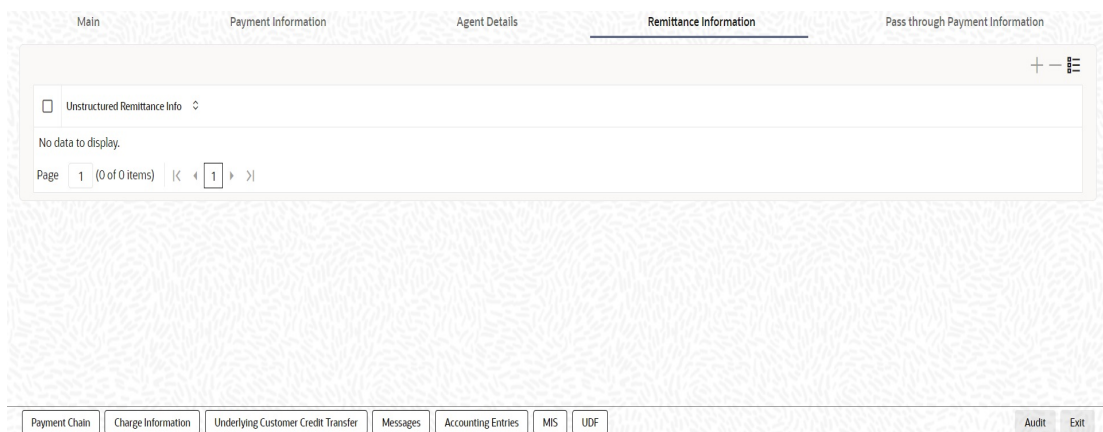 Main Payment Information Agent Details Remittance Information Pass through Payment Information
Unstructured Remittance Info
No data to display.
Page 1 (0 of 0 items) 1
Payment Chain Charge Information Underlying Customer Credit Transfer Messages Accounting Entries MIS UDF Audit Exit